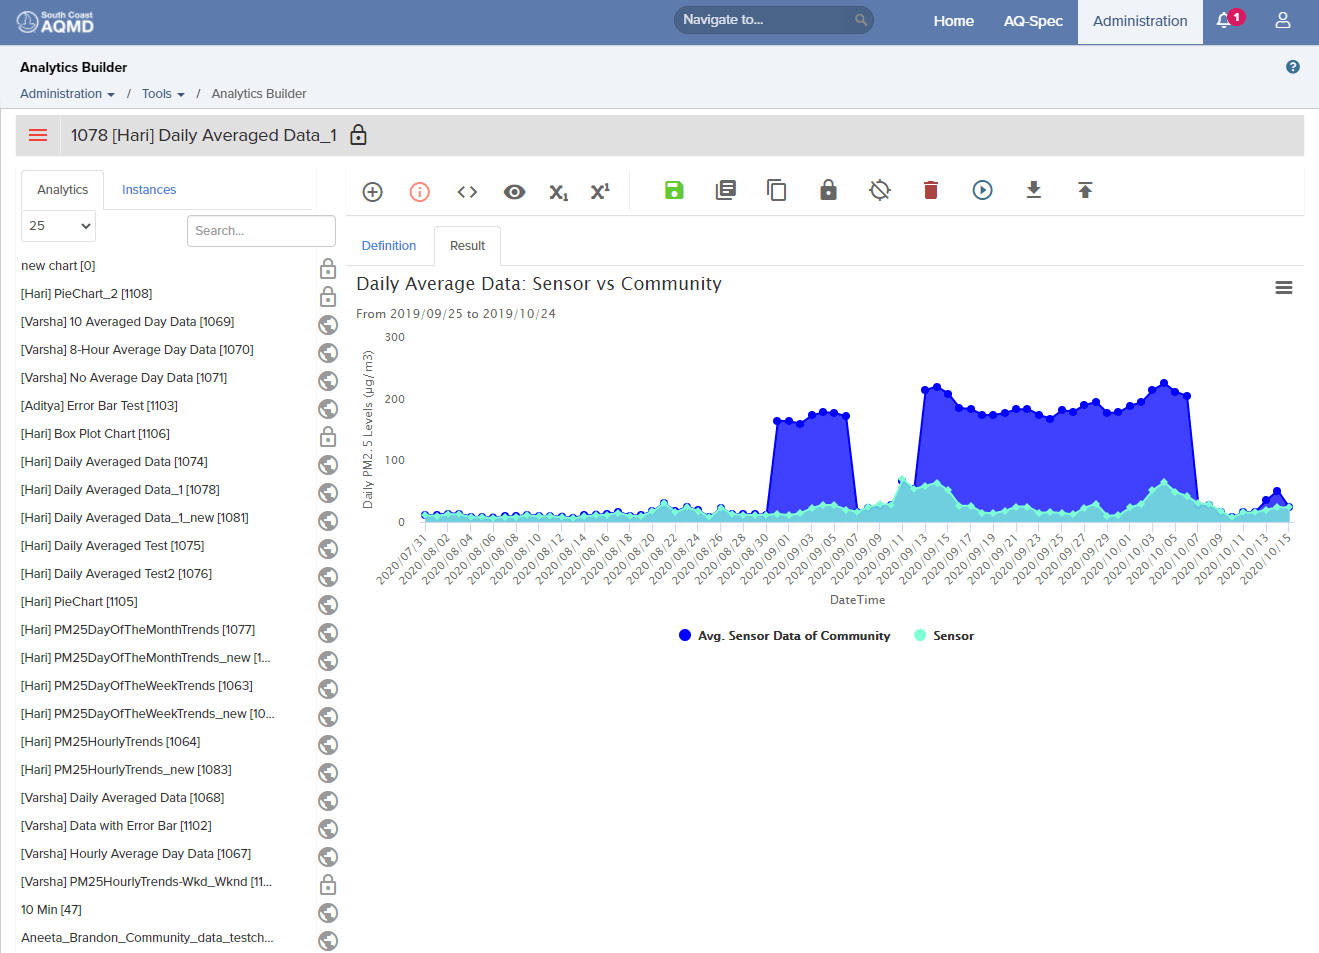 South Coast
AQMD
Navigate to...
Home
AQ-Spec
Administration
1
Analytics Builder
Administration / Tools / Analytics Builder
1078 [Hari] Daily Averaged Data_1
Analytics
Instances
25
Search...
new chart [0]
[Hari] PieChart_2 [1108]
[Varsha] 10 Averaged Day Data [1069]
[Varsha] 8-Hour Average Day Data [1070]
[Varsha] No Average Day Data [1071]
[Aditya] Error Bar Test [1103]
[Hari] Box Plot Chart [1106]
[Hari] Daily Averaged Data [1074]
[Hari] Daily Averaged Data_1 [1078]
[Hari] Daily Averaged Data_1_new [1081]
[Hari] Daily Averaged Test [1075]
[Hari] Daily Averaged Test2 [1076]
[Hari] PieChart [1105]
[Hari] PM25DayOfTheMonthTrends [1077]
[Hari] PM25DayOfTheMonthTrends_new [1...
[Hari] PM25DayOfTheWeekTrends [1063]
[Hari] PM25DayOfTheWeekTrends_new [10...
[Hari] PM25HourlyTrends [1064]
[Hari] PM25HourlyTrends_new [1083]
[Varsha] Daily Averaged Data [1068]
[Varsha] Data with Error Bar [1102]
[Varsha] Hourly Average Day Data [1067]
[Varsha] PM25HourlyTrends-Wkd_Wknd [11...
10 Min [47]
Aneeta_Brandon_Community_data_testch...
X₁
X¹
Definition
Result
Daily Average Data: Sensor vs Community
From 2019/09/25 to 2019/10/24
Daily PM2.5 Levels (µg/m3)
300
200
100
0
2020/07/31
2020/08/02
2020/08/04
2020/08/06
2020/08/08
2020/08/10
2020/08/12
2020/08/14
2020/08/16
2020/08/18
2020/08/20
2020/08/22
2020/08/24
2020/08/26
2020/08/28
2020/08/30
2020/09/01
2020/09/03
2020/09/05
2020/09/07
2020/09/09
2020/09/11
2020/09/13
2020/09/15
2020/09/17
2020/09/19
2020/09/21
2020/09/23
2020/09/25
2020/09/27
2020/09/29
2020/10/01
2020/10/03
2020/10/05
2020/10/07
2020/10/09
2020/10/11
2020/10/13
2020/10/15
DateTime
Avg. Sensor Data of Community
Sensor